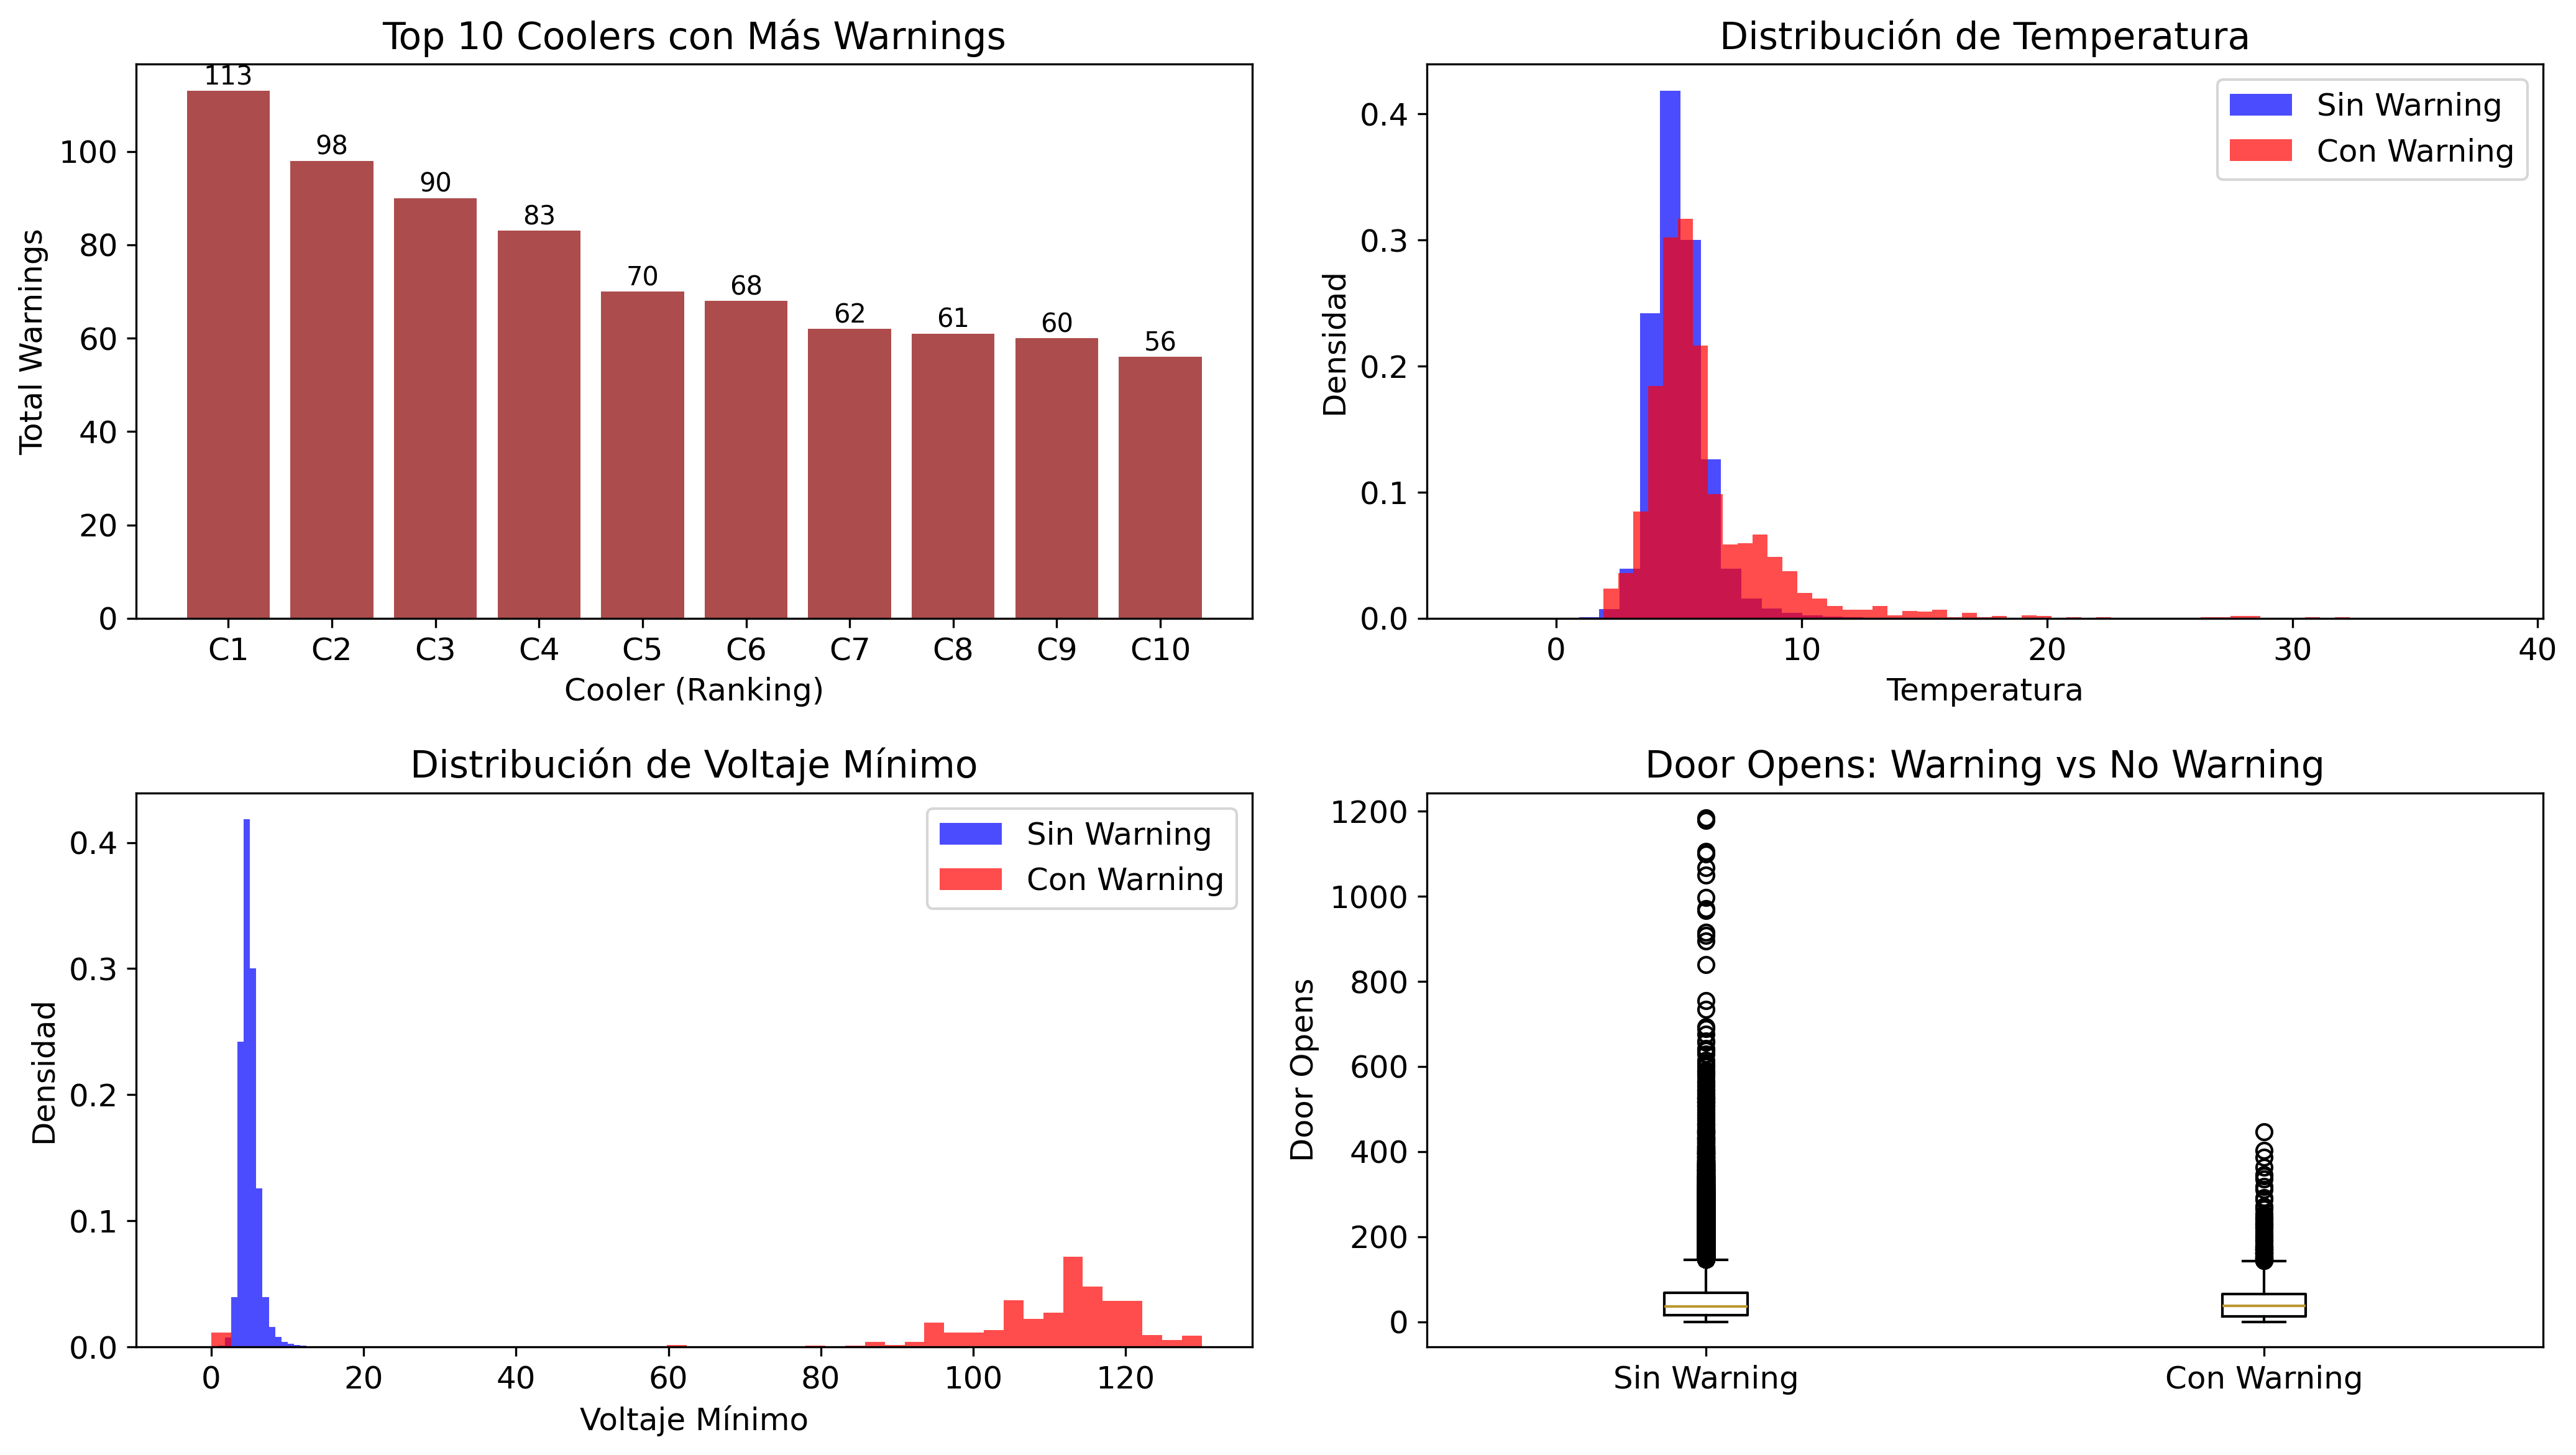 Top 10 Coolers con Más Warnings
113
98
90
83
70
68
62
61
60
56
100
80
60
40
20
0
Total Warnings
C1 C2 C3 C4 C5 C6 C7 C8 C9 C10
Cooler (Ranking)
Distribución de Temperatura
Sin Warning
Con Warning
0.4
0.3
0.2
0.1
0.0
Densidad
0 10 20 30 40
Temperatura
Distribución de Voltaje Mínimo
Sin Warning
Con Warning
0.4
0.3
0.2
0.1
0.0
Densidad
0 20 40 60 80 100 120
Voltaje Mínimo
Door Opens: Warning vs No Warning
1200
1000
800
600
400
200
0
Door Opens
Sin Warning Con Warning